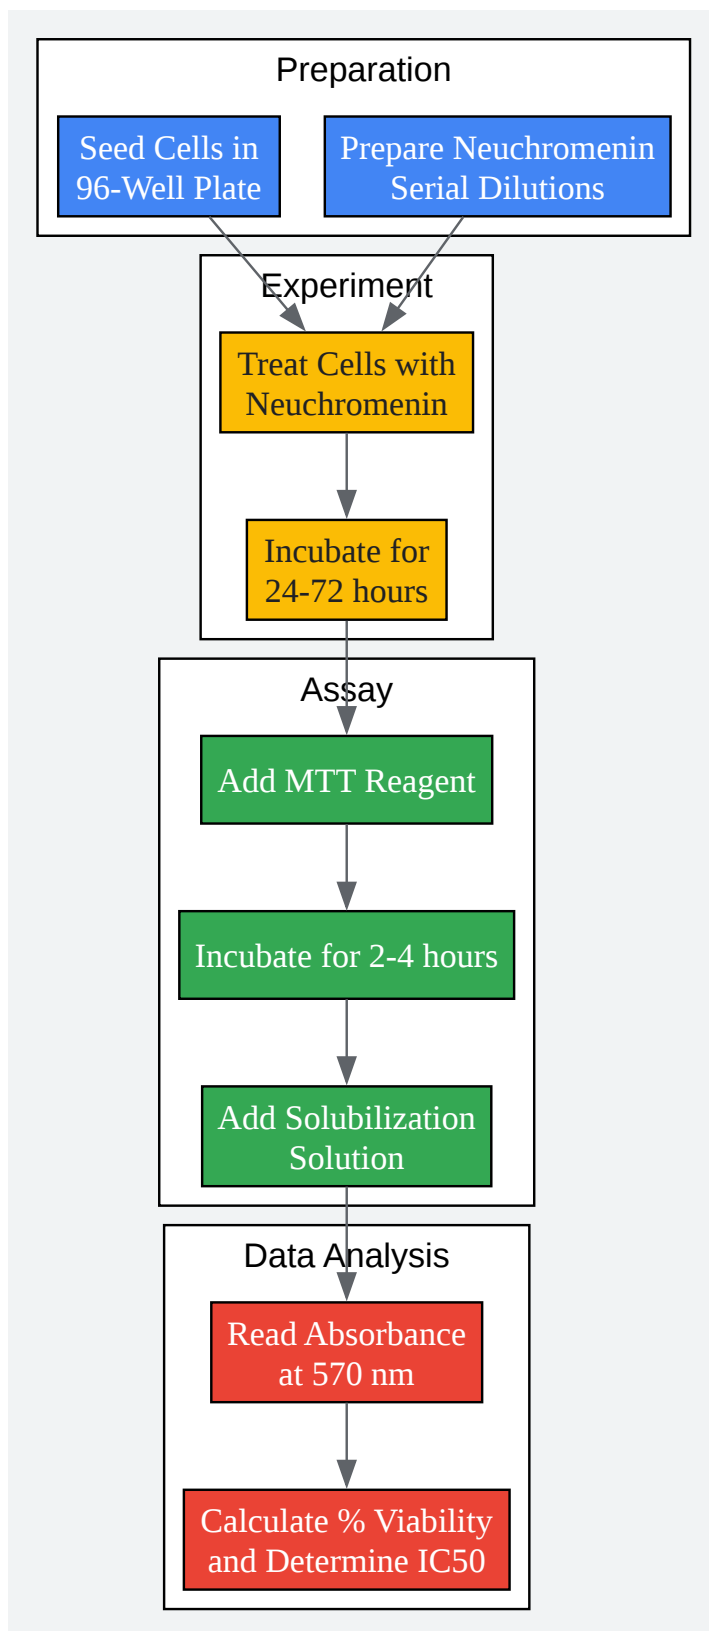 Preparation
Seed Cells in
96-Well Plate
Prepare Neuchromenin
Serial Dilutions
Experiment
Treat Cells with
Neuchromenin
Incubate for
24-72 hours
Assay
Add MTT Reagent
Incubate for 2-4 hours
Add Solubilization
Solution
Data Analysis
Read Absorbance
at 570 nm
Calculate % Viability
and Determine IC50